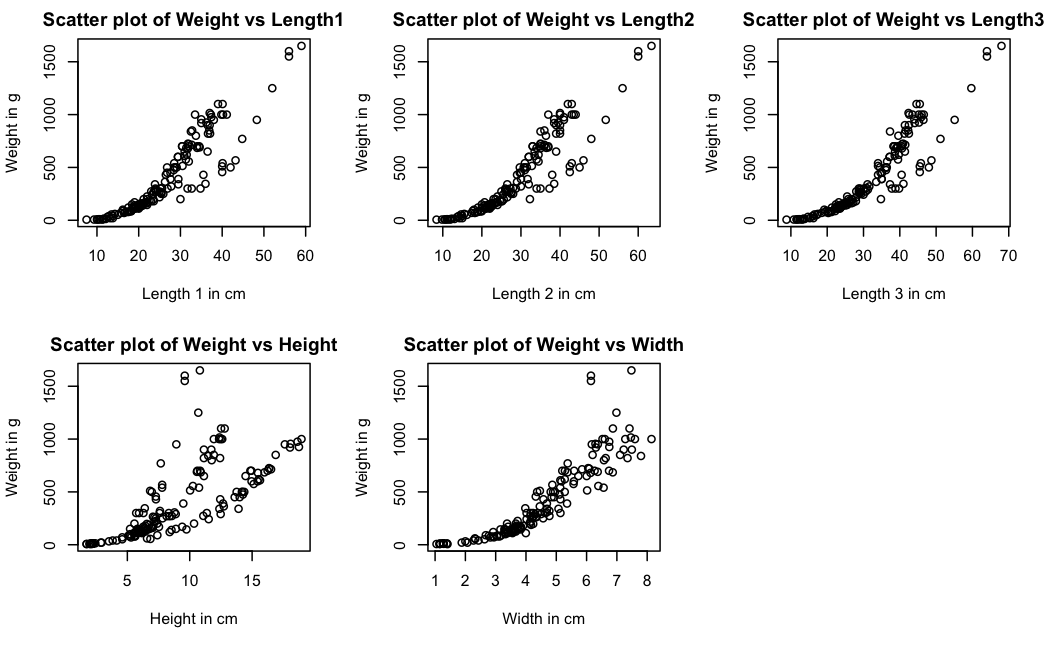 Scatter plot of Weight vs Length1
Weight in g
0 500 1000 1500
10 20 30 40 50 60
Length 1 in cm
Scatter plot of Weight vs Length2
Weight in g
0 500 1000 1500
10 20 30 40 50 60
Length 2 in cm
Scatter plot of Weight vs Length3
Weight in g
0 500 1000 1500
10 20 30 40 50 60 70
Length 3 in cm
Scatter plot of Weight vs Height
Weight in g
0 500 1000 1500
5 10 15
Height in cm
Scatter plot of Weight vs Width
Weight in g
0 500 1000 1500
1 2 3 4 5 6 7 8
Width in cm